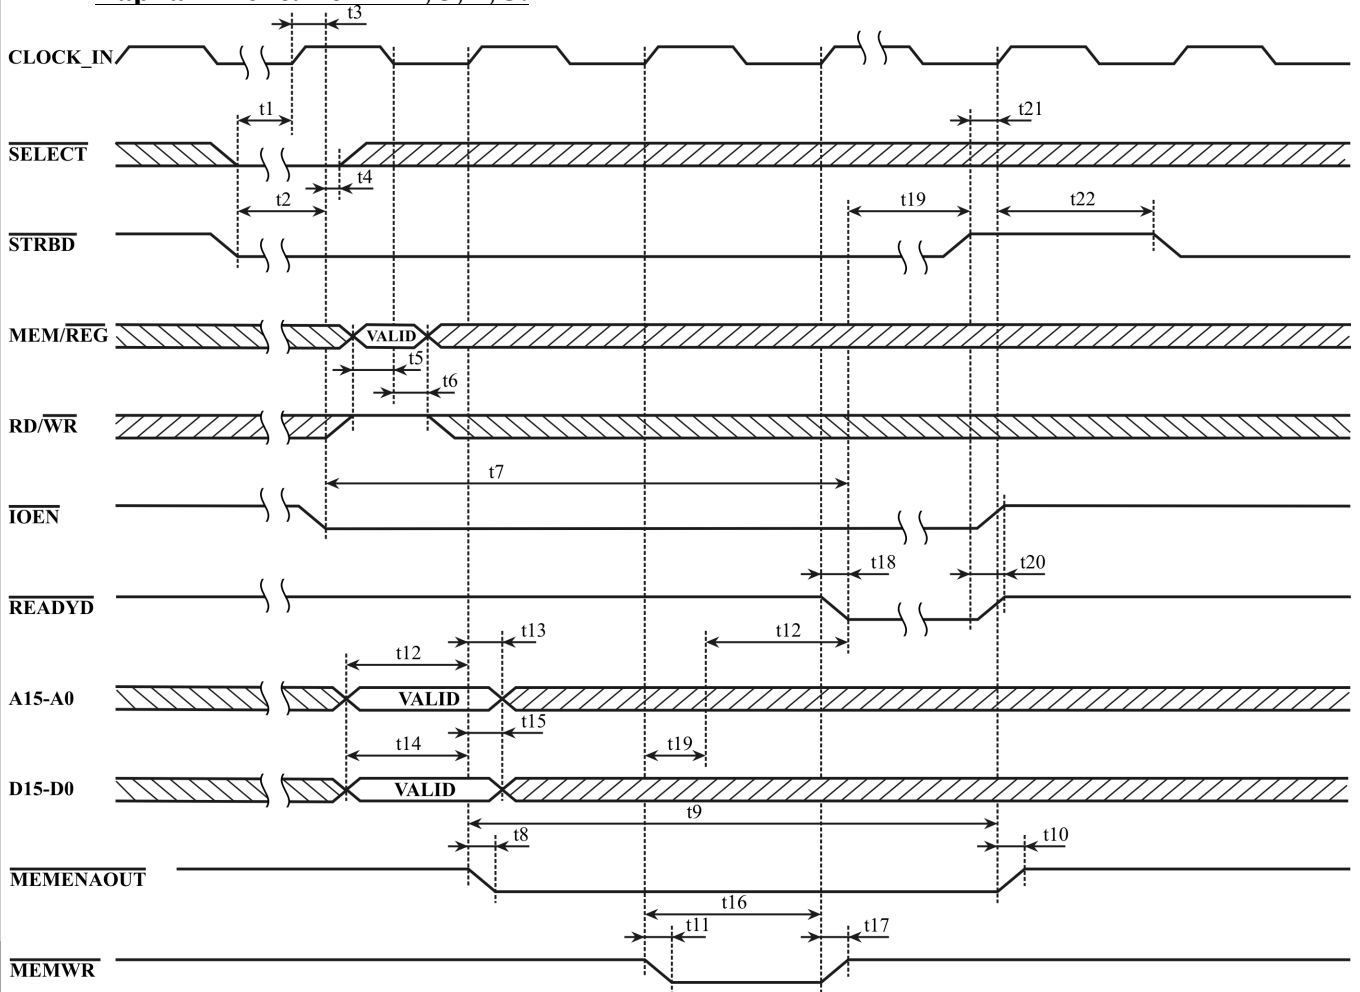 t3
CLOCK_IN
t1
t21
SELECT
t4
t2
t19
t22
STRBD
MEM/REG
VALID
t5
t6
RD/WR
t7
IOEN
t18
t20
READYD
t13
t12
t12
A15-A0
VALID
t15
t14
t19
D15-D0
VALID
t9
t8
t10
MEMENAOUT
t16
t11
t17
MEMWR